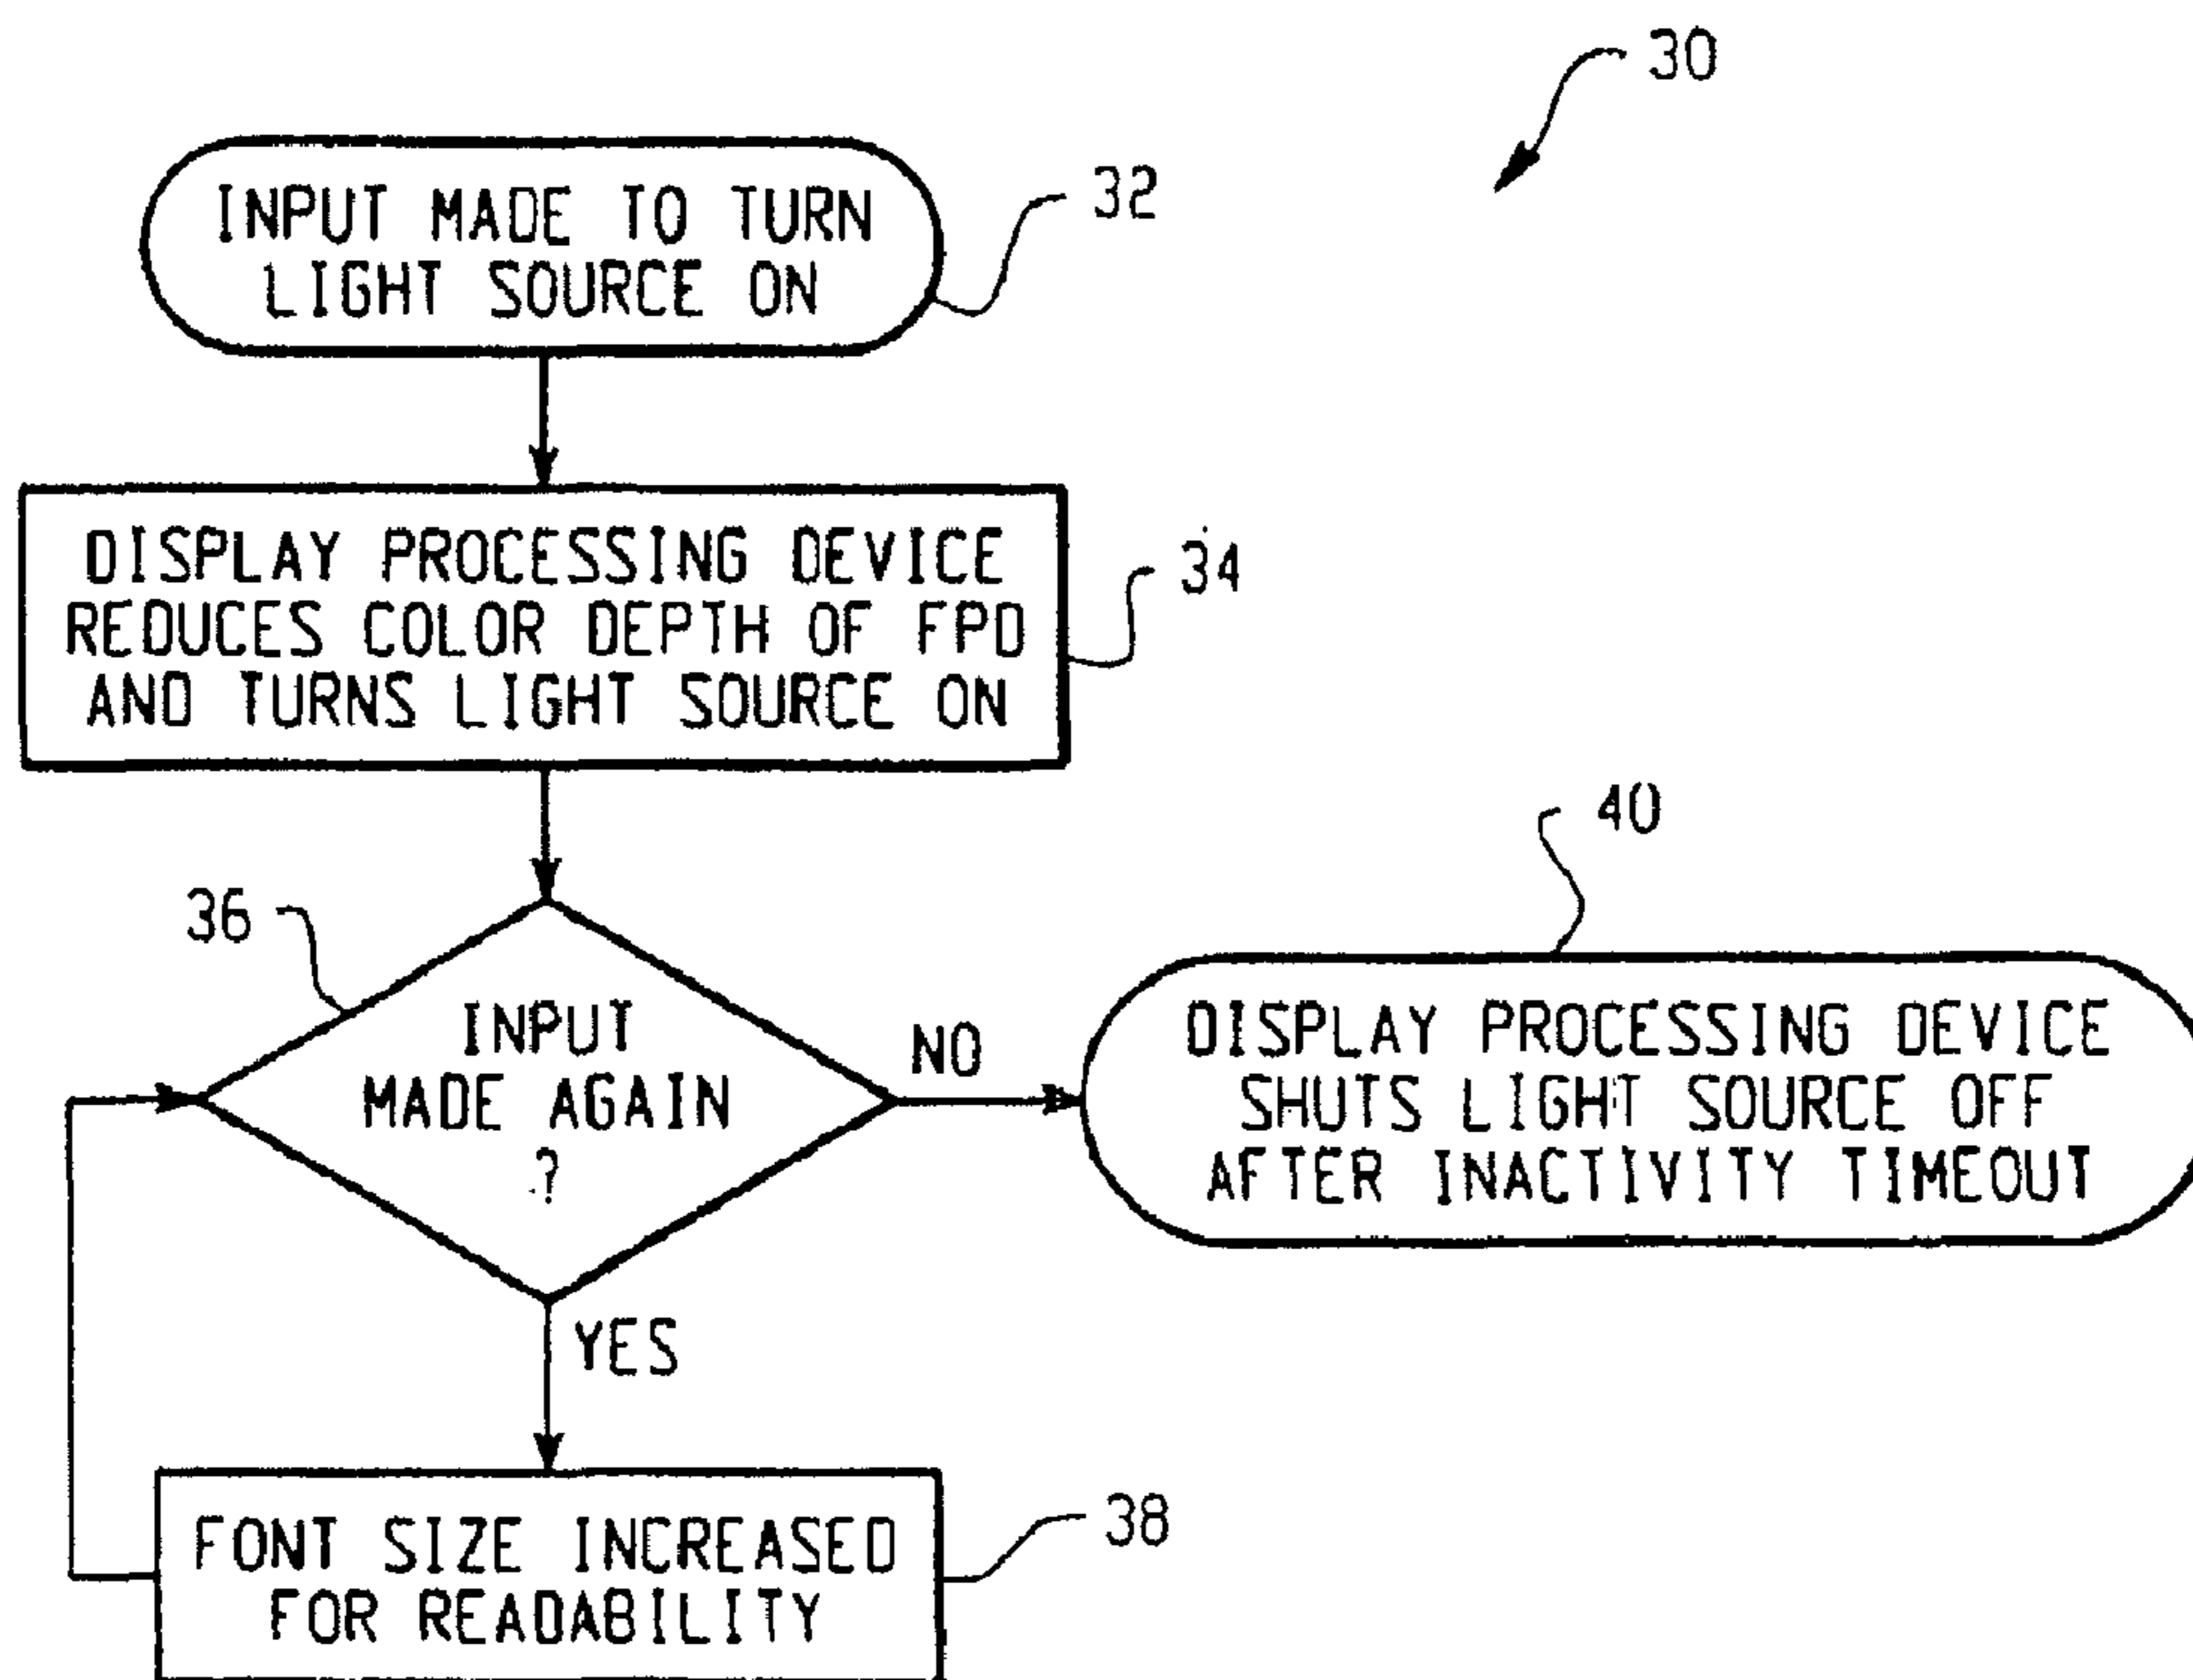 30
INPUT MADE TO TURN
LIGHT SOURCE ON
32
DISPLAY PROCESSING DEVICE
REDUCES COLOR DEPTH OF FPD
AND TURNS LIGHT SOURCE ON
34
36
INPUT
MADE AGAIN
?
NO
40
DISPLAY PROCESSING DEVICE
SHUTS LIGHT SOURCE OFF
AFTER INACTIVITY TIMEOUT
YES
FONT SIZE INCREASED
FOR READABILITY
38